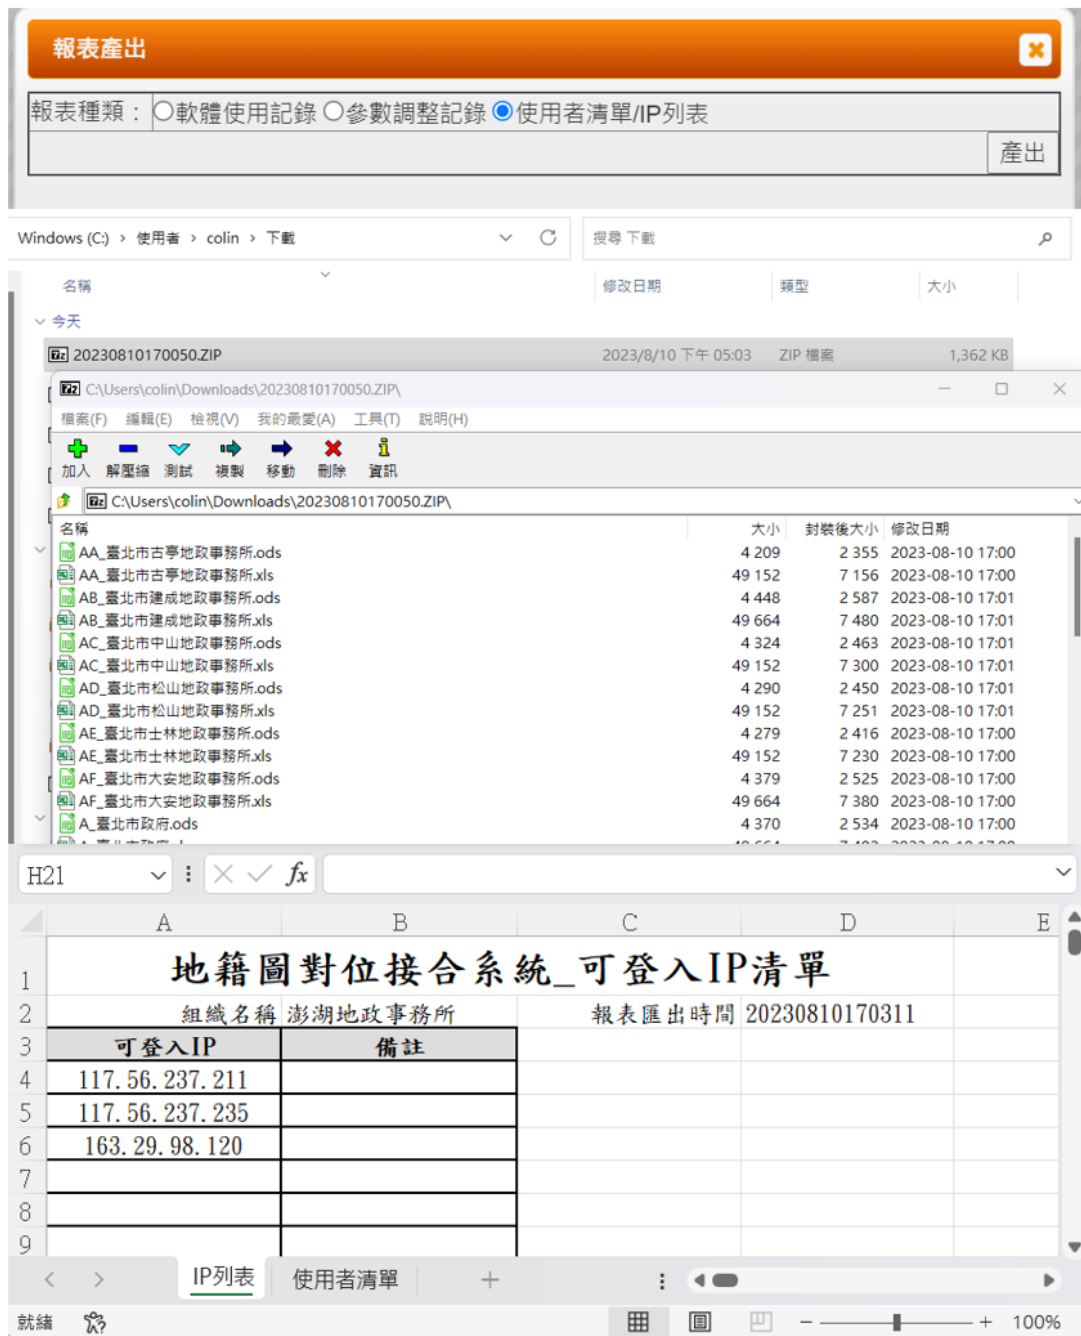 報表產出
報表種類： 軟體使用記錄 參數調整記錄 使用者清單/IP列表
產出
Windows (C:) › 使用者 › colin › 下載 搜尋 下載
名稱 修改日期 類型 大小
今天
20230810170050.ZIP 2023/8/10 下午 05:03 ZIP 檔案 1,362 KB
C:\Users\colin\Downloads\20230810170050.ZIP\
檔案(F) 編輯(E) 檢視(V) 我的最愛(A) 工具(T) 說明(H)
加入 解壓縮 測試 複製 移動 刪除 資訊
C:\Users\colin\Downloads\20230810170050.ZIP\
名稱 大小 封裝後大小 修改日期
AA_臺北市古亭地政事務所.ods 4 209 2 355 2023-08-10 17:00
AA_臺北市古亭地政事務所.xls 49 152 7 156 2023-08-10 17:00
AB_臺北市建成地政事務所.ods 4 448 2 587 2023-08-10 17:01
AB_臺北市建成地政事務所.xls 49 664 7 480 2023-08-10 17:01
AC_臺北市中山地政事務所.ods 4 324 2 463 2023-08-10 17:01
AC_臺北市中山地政事務所.xls 49 152 7 300 2023-08-10 17:01
AD_臺北市松山地政事務所.ods 4 290 2 450 2023-08-10 17:01
AD_臺北市松山地政事務所.xls 49 152 7 251 2023-08-10 17:01
AE_臺北市士林地政事務所.ods 4 279 2 416 2023-08-10 17:00
AE_臺北市士林地政事務所.xls 49 152 7 230 2023-08-10 17:00
AF_臺北市大安地政事務所.ods 4 379 2 525 2023-08-10 17:00
AF_臺北市大安地政事務所.xls 49 664 7 380 2023-08-10 17:00
A_臺北市政府.ods 4 370 2 534 2023-08-10 17:00
H21 fx
A B C D E
1 地籍圖對位接合系統_可登入IP清單
2 組織名稱 澎湖地政事務所 報表匯出時間 20230810170311
3 可登入IP 備註
4 117.56.237.211
5 117.56.237.235
6 163.29.98.120
7
8
9
IP列表 使用者清單
就緒 100%